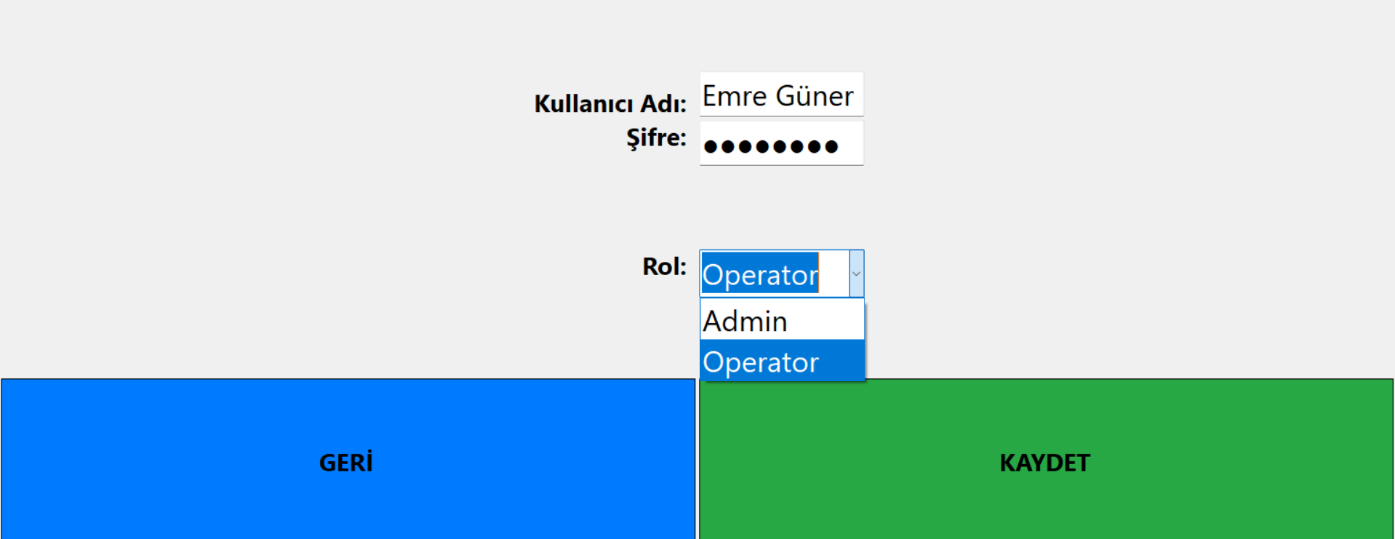 Kullanıcı Adı: Emre Güner
Şifre: ●●●●●●●●
Rol: Operator
Admin
Operator
GERİ KAYDET